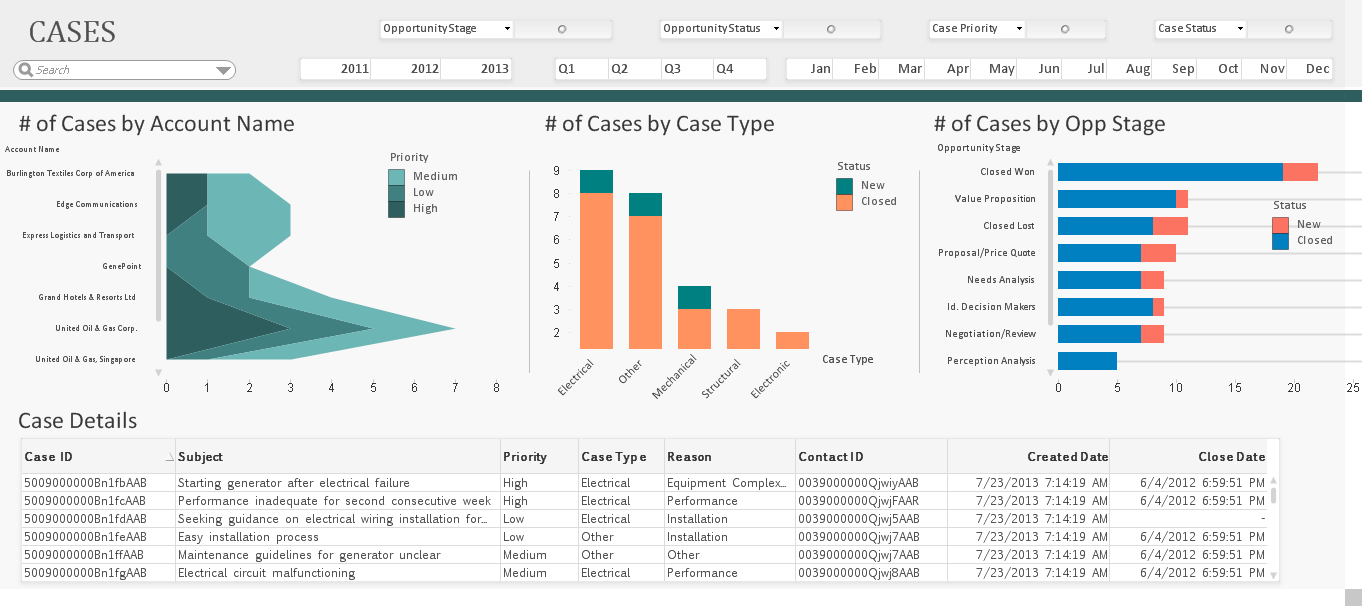 CASES
OpportunityStage
OpportunityStatus
Case Priority
Case Status
Search
2011 2012 2013
Q1 Q2 Q3 Q4
Jan Feb Mar Apr May Jun Jul Aug Sep Oct Nov Dec
# of Cases by Account Name
Account Name
Burlington Textiles Corp of America
Edge Communications
Express Logistics and Transport
GenePoint
Grand Hotels & Resorts Ltd
United Oil & Gas Corp.
United Oil & Gas, Singapore
0 1 2 3 4 5 6 7 8
Priority
Medium
Low
High
# of Cases by Case Type
9
8
7
6
5
4
3
2
Electrical
Other
Mechanical
Structural
Electronic
Case Type
Status
New
Closed
# of Cases by Opp Stage
Opportunity Stage
Closed Won
Value Proposition
Closed Lost
Proposal/Price Quote
Needs Analysis
Id. Decision Makers
Negotiation/Review
Perception Analysis
0 5 10 15 20 25
Status
New
Closed
Case Details
Case ID Subject Priority Case Type Reason Contact ID Created Date Close Date
5009000000Bn1fbAAB Starting generator after electrical failure High Electrical Equipment Complex... 0039000000QjwiyAAB 7/23/2013 7:14:19 AM 6/4/2012 6:59:51 PM
5009000000Bn1fcAAB Performance inadequate for second consecutive week High Electrical Performance 0039000000QjwjFAAR 7/23/2013 7:14:19 AM 6/4/2012 6:59:51 PM
5009000000Bn1fdAAB Seeking guidance on electrical wiring installation for... Low Electrical Installation 0039000000Qjwj5AAB 7/23/2013 7:14:19 AM -
5009000000Bn1feAAB Easy installation process Low Other Installation 0039000000Qjwj7AAB 7/23/2013 7:14:19 AM 6/4/2012 6:59:51 PM
5009000000Bn1ffAAB Maintenance guidelines for generator unclear Medium Other Other 0039000000Qjwj7AAB 7/23/2013 7:14:19 AM 6/4/2012 6:59:51 PM
5009000000Bn1fgAAB Electrical circuit malfunctioning Medium Electrical Performance 0039000000Qjwj8AAB 7/23/2013 7:14:19 AM 6/4/2012 6:59:51 PM